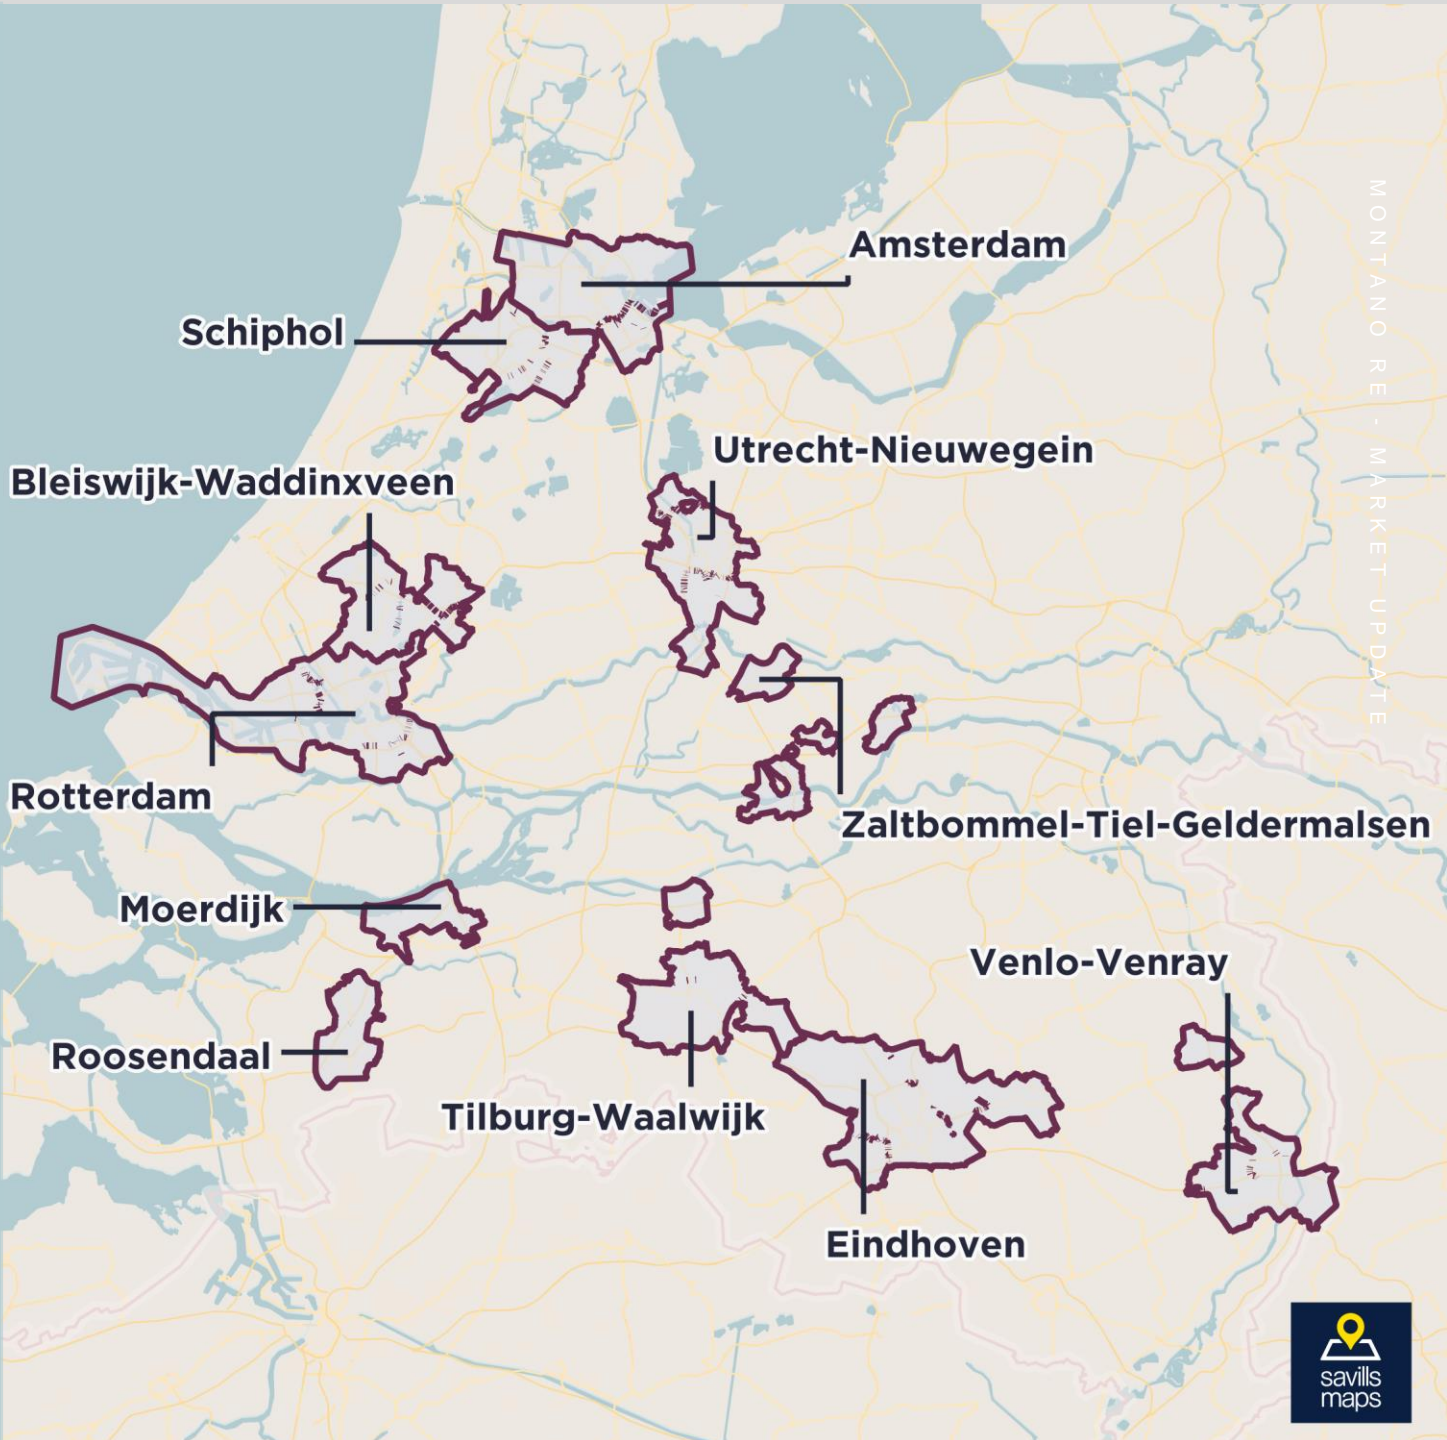 Amsterdam
Schiphol
Utrecht-Nieuwegein
Bleiswijk-Waddinxveen
Rotterdam
Zaltbommel-Tiel-Geldermalsen
Moerdijk
Venlo-Venray
Roosendaal
Tilburg-Waalwijk
Eindhoven
MONTANO RE - MARKET UPDATE
savills
maps